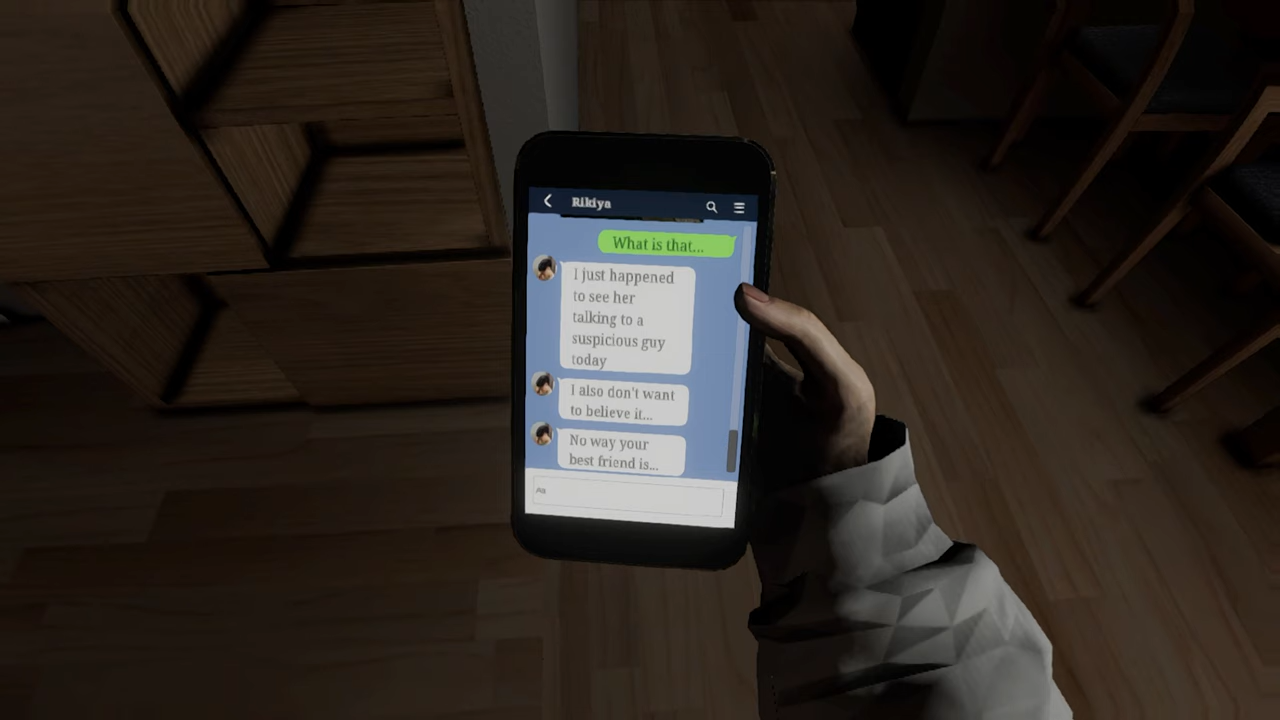 Rikiya
What is that...
I just happened
to see her
talking to a
suspicious guy
today
I also don't want
to believe it...
No way your
best friend is...
Aa